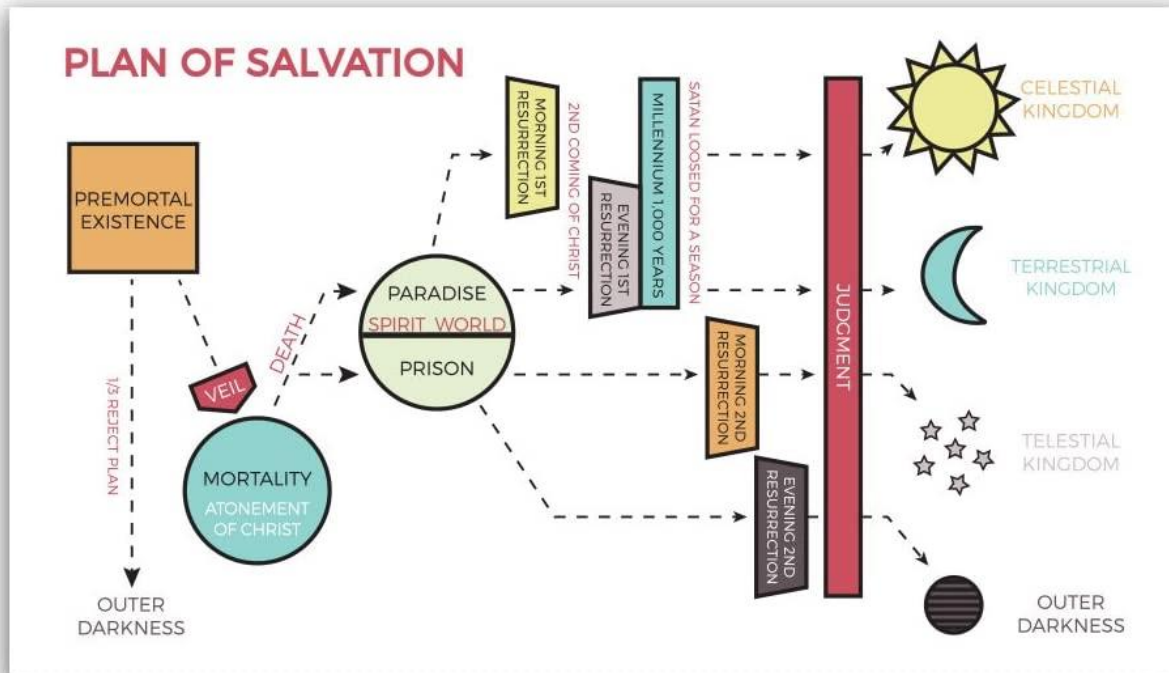 PLAN OF SALVATION
PREMORTAL
EXISTENCE
1/3 REJECT PLAN
OUTER
DARKNESS
VEIL
DEATH
MORTALITY
ATONEMENT
OF CHRIST
PARADISE
SPIRIT WORLD
PRISON
MORNING 1ST
RESURRECTION
2ND COMING OF CHRIST
EVENING 1ST
RESURRECTION
MILLENNIUM 1,000 YEARS
SATAN LOOSED FOR A SEASON
MORNING 2ND
RESURRECTION
EVENING 2ND
RESURRECTION
JUDGMENT
CELESTIAL
KINGDOM
TERRESTRIAL
KINGDOM
TELESTIAL
KINGDOM
OUTER
DARKNESS